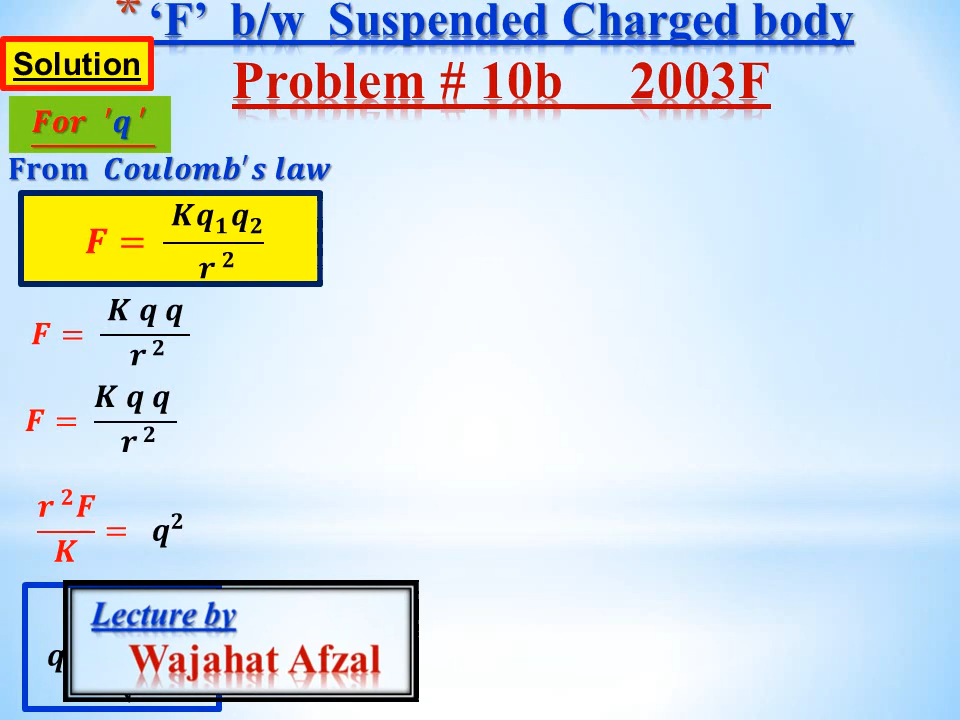 * ‘F’ b/w Suspended Charged body
Problem # 10b 2003F
Solution
For 'q'
From Coulomb's law
F = Kq₁q₂ / r²
F = K q q / r²
F = K q q / r²
r²F / K = q²
q
Lecture by
Wajahat Afzal